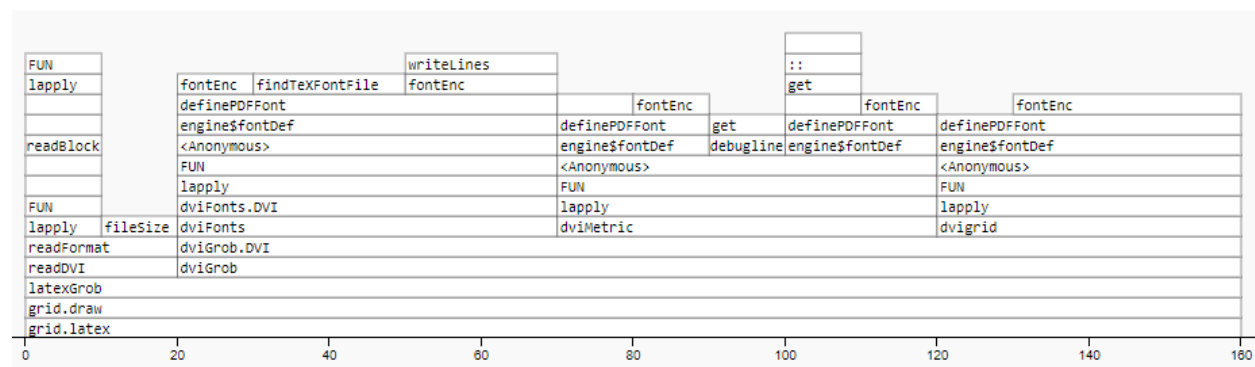 FUN writeLines ::
lapply fontEnc findTeXFontFile fontEnc get
definePDFFont fontEnc fontEnc fontEnc
engine$fontDef definePDFFont get definePDFFont definePDFFont
readBlock <Anonymous> engine$fontDef debugline engine$fontDef engine$fontDef
FUN <Anonymous> <Anonymous>
lapply FUN FUN
FUN dviFonts.DVI lapply lapply
lapply fileSize dviFonts dviMetric dvigrid
readFormat dviGrob.DVI
readDVI dviGrob
latexGrob
grid.draw
grid.latex
0 20 40 60 80 100 120 140 160